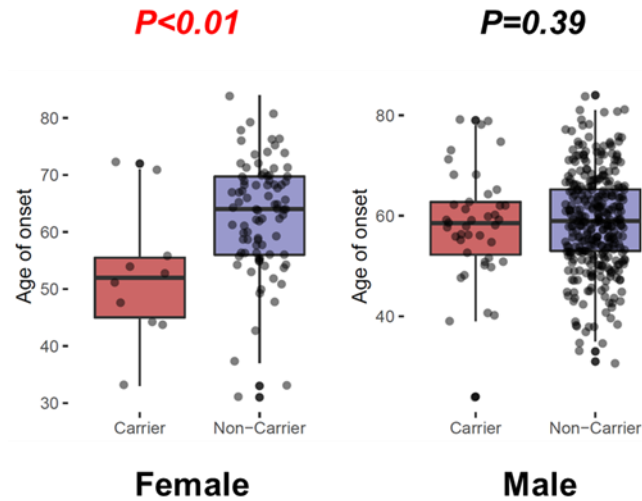 P<0.01
P=0.39
Age of onset
80
70
60
50
40
30
Carrier
Non−Carrier
Female
Age of onset
80
60
40
Carrier
Non−Carrier
Male